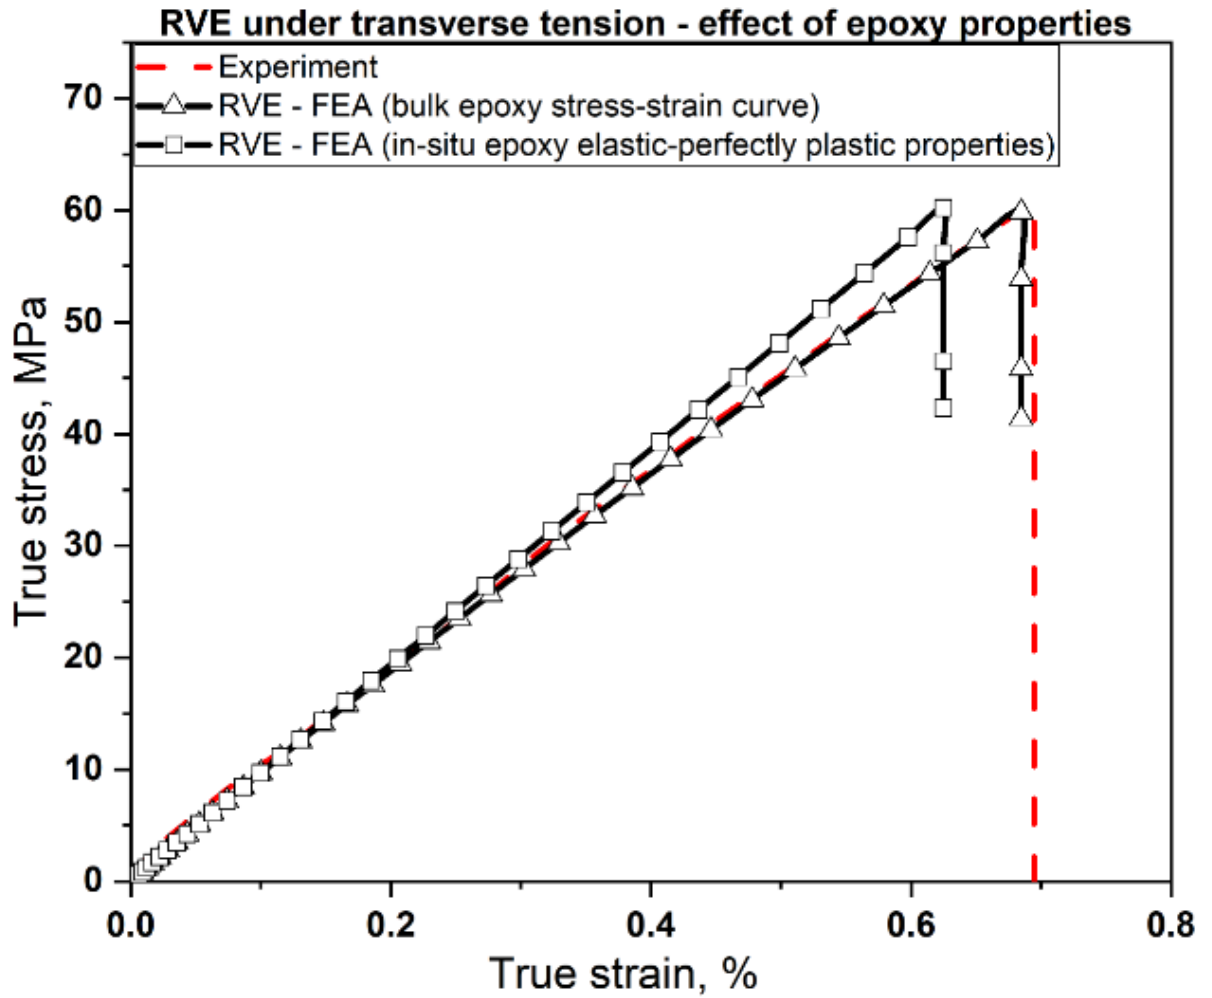 RVE under transverse tension - effect of epoxy properties
Experiment
RVE - FEA (bulk epoxy stress-strain curve)
RVE - FEA (in-situ epoxy elastic-perfectly plastic properties)
70
60
50
40
30
20
10
0
True stress, MPa
0.0 0.2 0.4 0.6 0.8
True strain, %